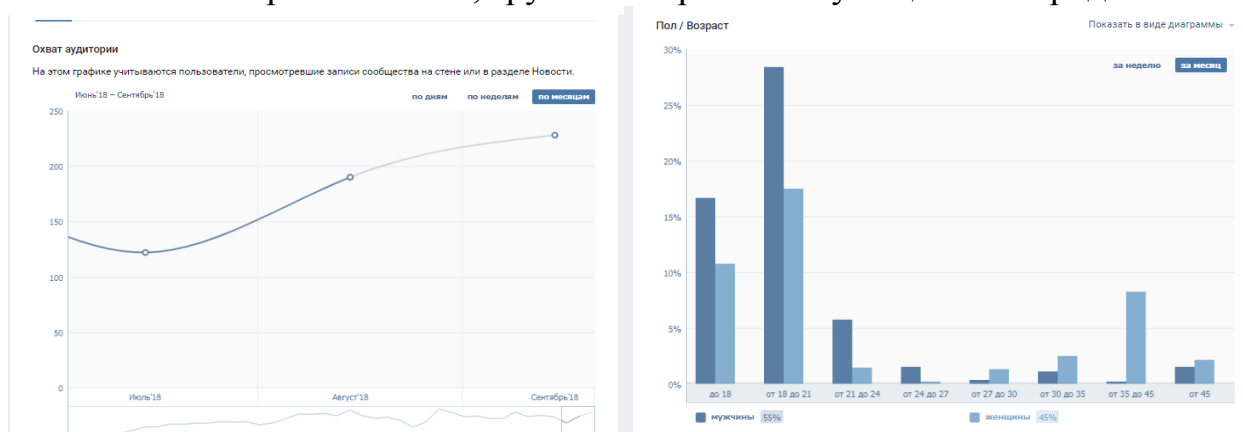 Охват аудитории
На этом графике учитываются пользователи, просмотревшие записи сообщества на стене или в разделе Новости.
Июнь'18 – Сентябрь'18
по дням по неделям по месяцам
250
200
150
100
50
0
Июль'18 Август'18 Сентябрь'18
Пол / Возраст
Показать в виде диаграммы
за неделю за месяц
30%
25%
20%
15%
10%
5%
0%
до 18 от 18 до 21 от 21 до 24 от 24 до 27 от 27 до 30 от 30 до 35 от 35 до 45 от 45
мужчины 55% женщины 45%